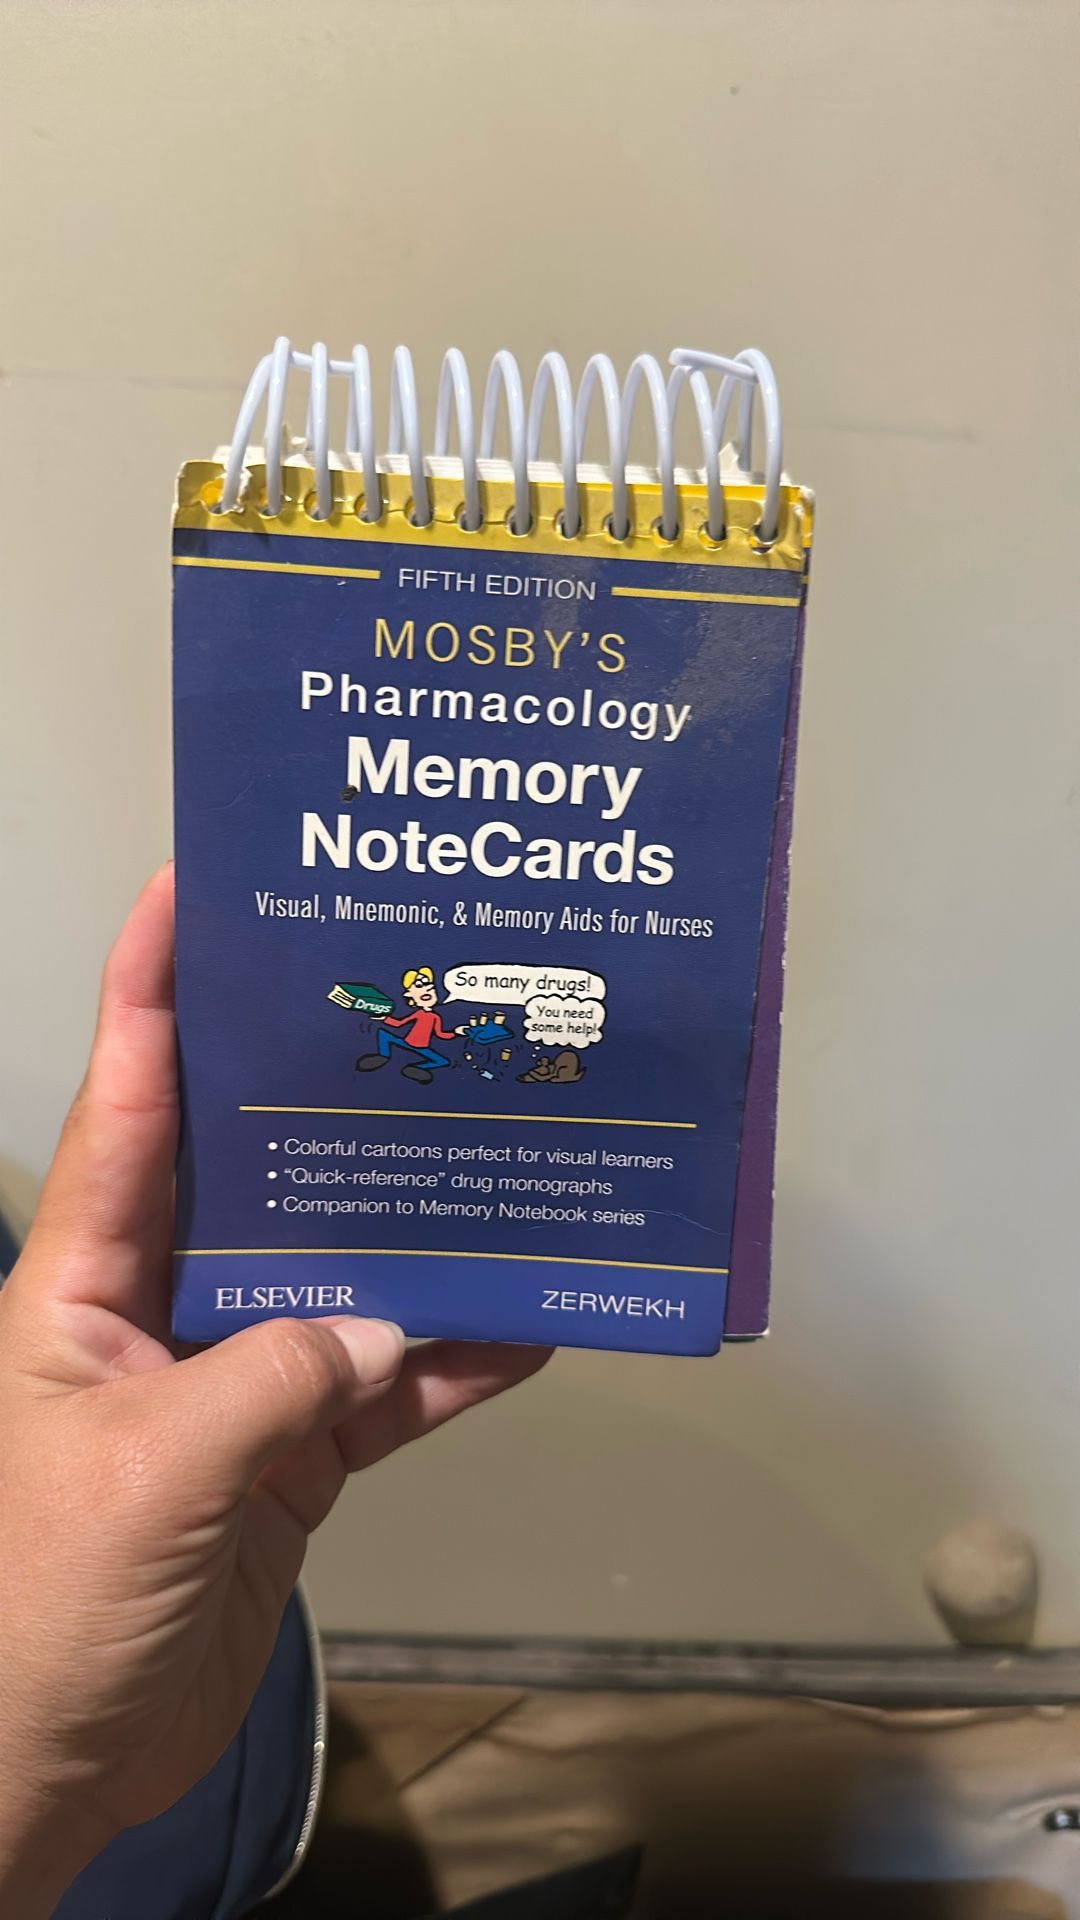 FIFTH EDITION
MOSBY'S
Pharmacology
Memory
NoteCards
Visual, Mnemonic, & Memory Aids for Nurses
So many drugs!
Drugs
You need
some help!
• Colorful cartoons perfect for visual learners
• “Quick-reference” drug monographs
• Companion to Memory Notebook series
ELSEVIER
ZERWEKH